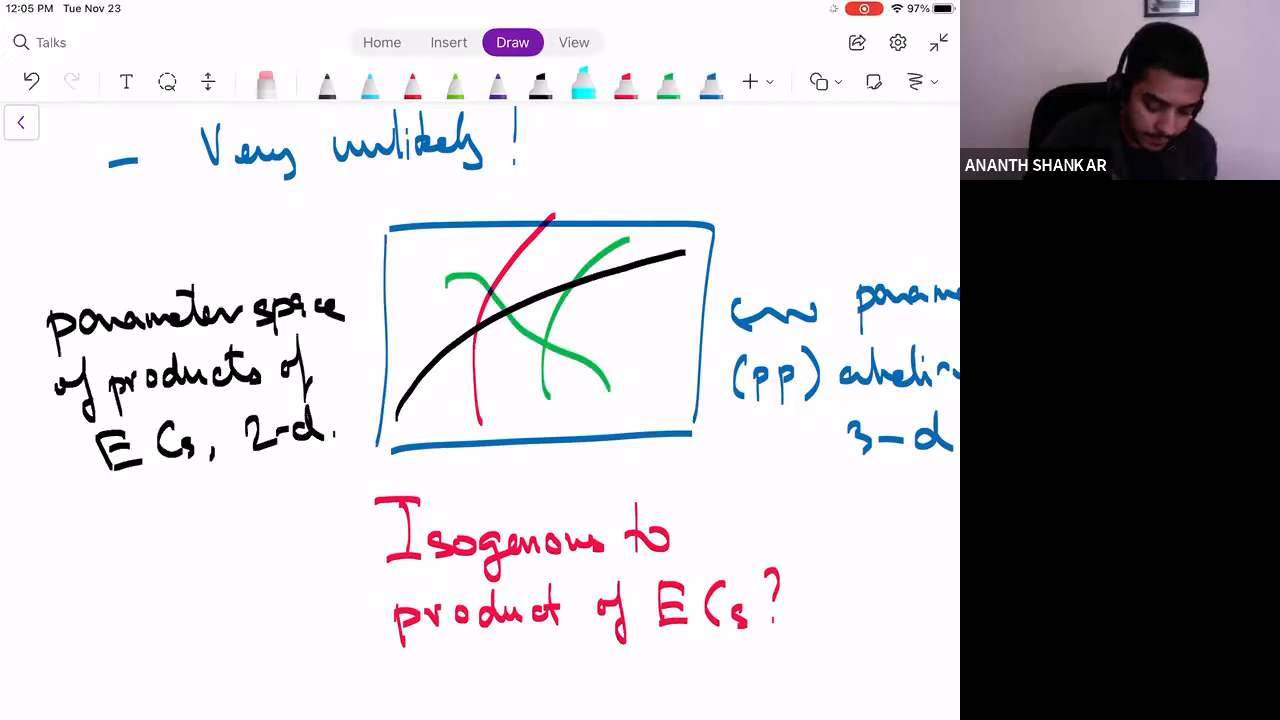 12:05 PM Tue Nov 23
97%
Talks
Home Insert Draw View
ANANTH SHANKAR
- Very unlikely!
parameter space
of products of
ECs, 2-d.
(pp)
3-d
Isogenous to
product of ECs?